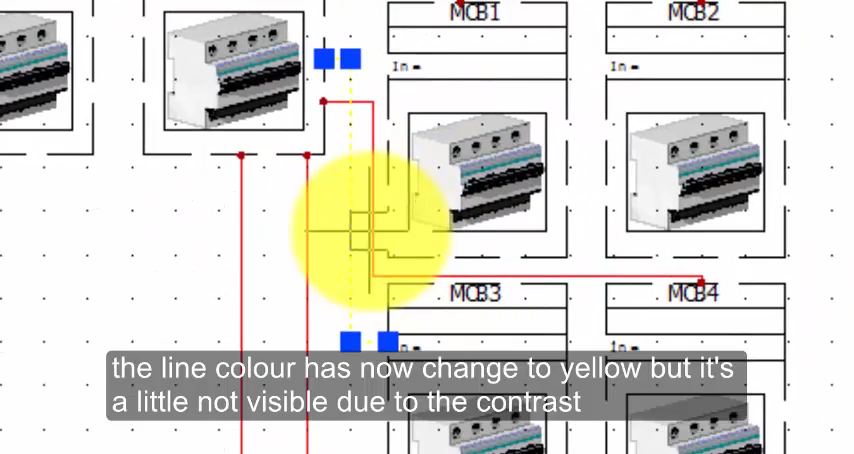 MCB1
MCB2
In =
In =
MCB3
MCB4
In =
In =
the line colour has now change to yellow but it's
a little not visible due to the contrast